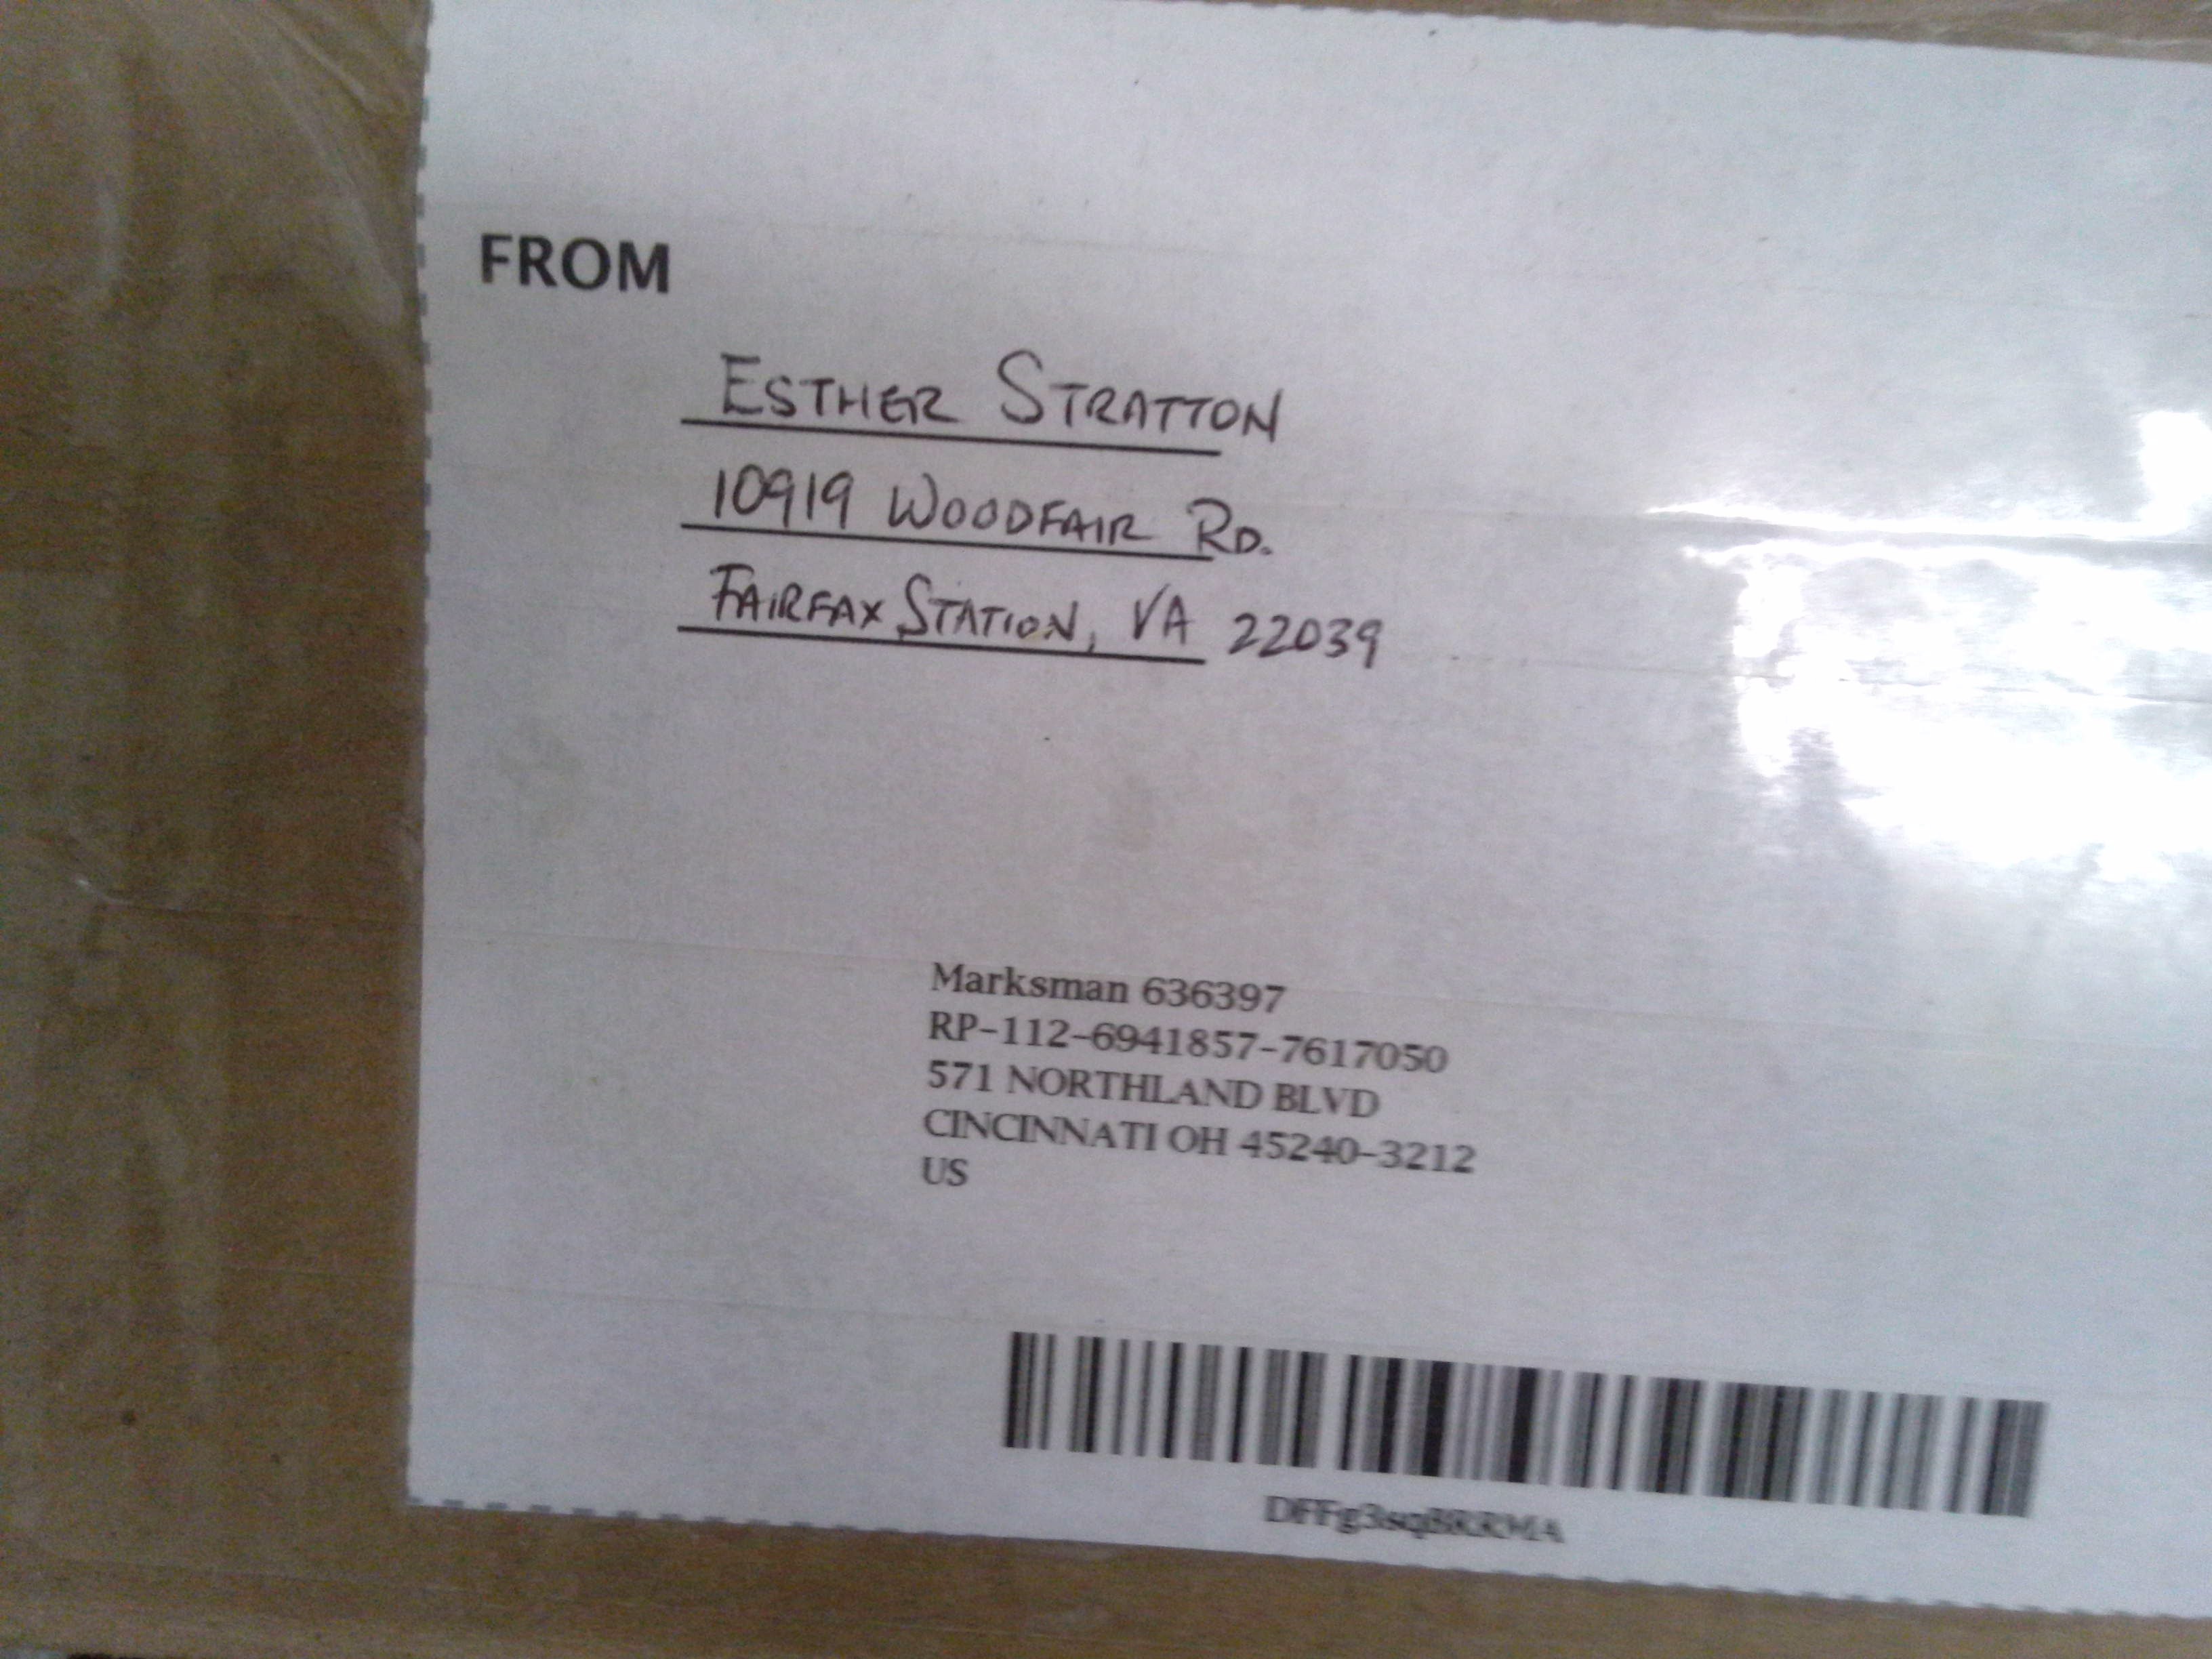 FROM
ESTHER STRATTON
10919 WOODFAIR RD.
FAIRFAX STATION, VA 22039
Marksman 636397
RP-112-6941857-7617050
571 NORTHLAND BLVD
CINCINNATI OH 45240-3212
US